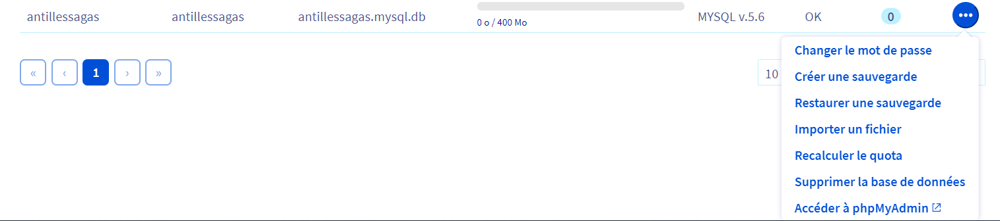 antillessagas antillessagas antillessagas.mysql.db 0 o / 400 Mo MYSQL v.5.6 OK 0 •••
« ‹ 1 › » 10
Changer le mot de passe
Créer une sauvegarde
Restaurer une sauvegarde
Importer un fichier
Recalculer le quota
Supprimer la base de données
Accéder à phpMyAdmin